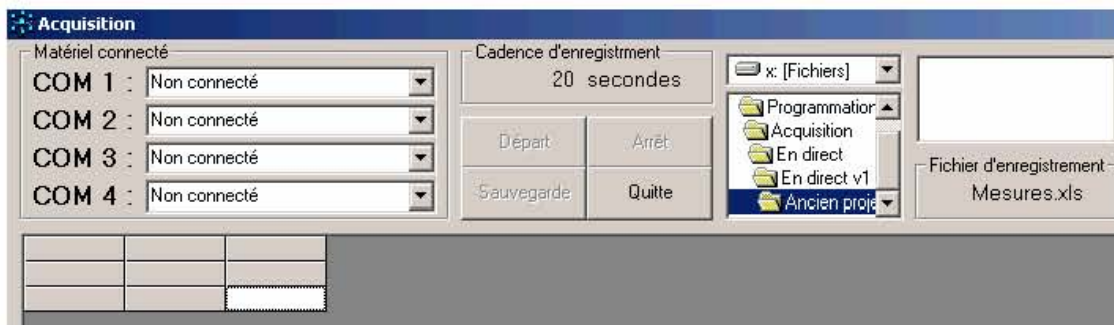 Acquisition
Matériel connecté
COM 1 : Non connecté
COM 2 : Non connecté
COM 3 : Non connecté
COM 4 : Non connecté
Cadence d'enregistrment
20 secondes
Départ
Arrêt
Sauvegarde
Quitte
x: [Fichiers]
Programmation
Acquisition
En direct
En direct v1
Ancien proje
Fichier d'enregistrement
Mesures.xls